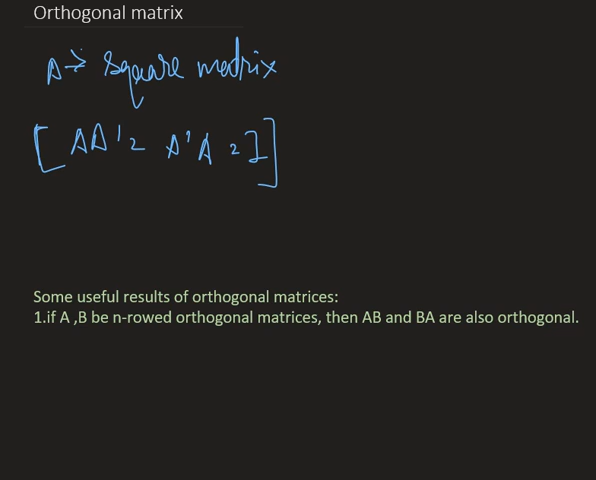 Orthogonal matrix
A → Square matrix
[ AA' = A'A = I ]
Some useful results of orthogonal matrices:
1.if A ,B be n-rowed orthogonal matrices, then AB and BA are also orthogonal.